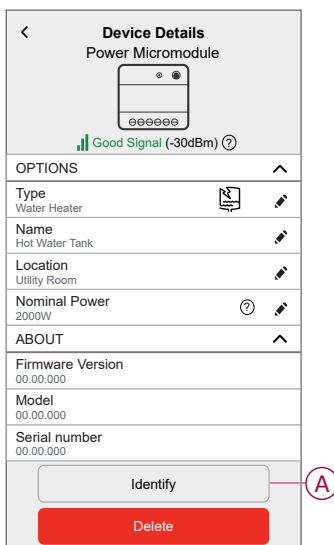 Device Details
Power Micromodule
Good Signal (-30dBm) ?
OPTIONS
Type
Water Heater
Name
Hot Water Tank
Location
Utility Room
Nominal Power ?
2000W
ABOUT
Firmware Version
00.00.000
Model
00.00.000
Serial number
00.00.000
Identify
A
Delete